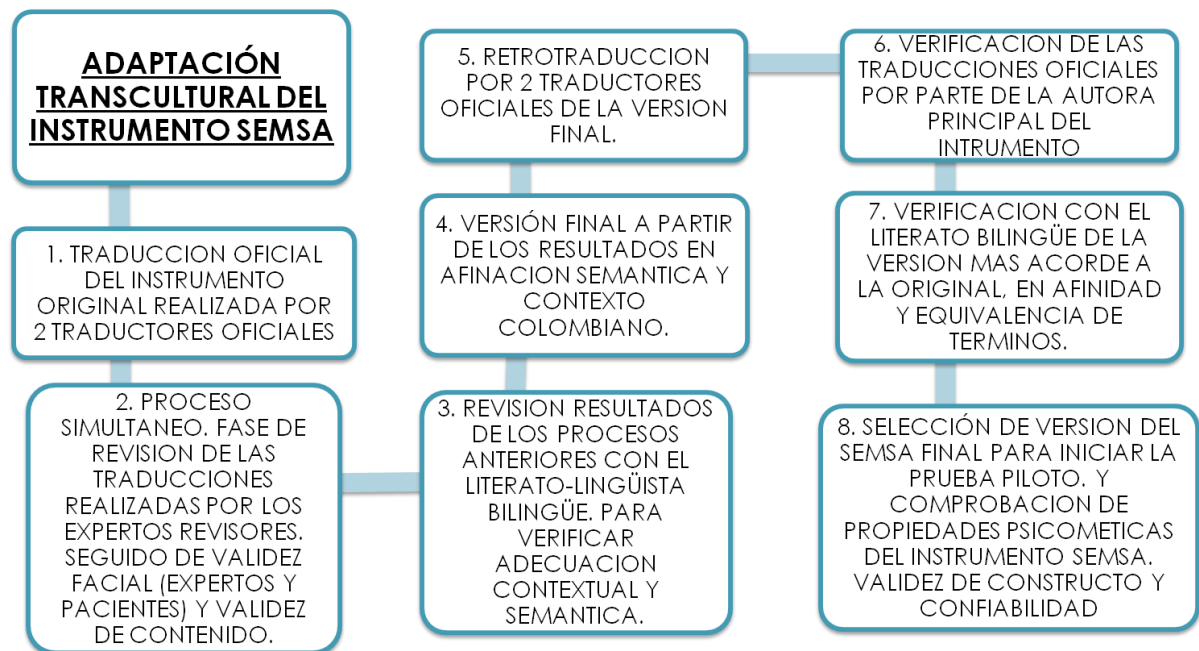 ADAPTACIÓN
TRANSCULTURAL DEL
INSTRUMENTO SEMSA
1. TRADUCCION OFICIAL
DEL INSTRUMENTO
ORIGINAL REALIZADA POR
2 TRADUCTORES OFICIALES
2. PROCESO
SIMULTANEO. FASE DE
REVISION DE LAS
TRADUCCIONES
REALIZADAS POR LOS
EXPERTOS REVISORES.
SEGUIDO DE VALIDEZ
FACIAL (EXPERTOS Y
PACIENTES) Y VALIDEZ
DE CONTENIDO.
3. REVISION RESULTADOS
DE LOS PROCESOS
ANTERIORES CON EL
LITERATO-LINGÜISTA
BILINGÜE. PARA
VERIFICAR
ADECUACION
CONTEXTUAL Y
SEMANTICA.
4. VERSIÓN FINAL A PARTIR
DE LOS RESULTADOS EN
AFINACION SEMANTICA Y
CONTEXTO
COLOMBIANO.
5. RETROTRADUCCION
POR 2 TRADUCTORES
OFICIALES DE LA VERSION
FINAL.
6. VERIFICACION DE LAS
TRADUCCIONES OFICIALES
POR PARTE DE LA AUTORA
PRINCIPAL DEL
INTRUMENTO
7. VERIFICACION CON EL
LITERATO BILINGÜE DE LA
VERSION MAS ACORDE A
LA ORIGINAL, EN AFINIDAD
Y EQUIVALENCIA DE
TERMINOS.
8. SELECCIÓN DE VERSION DEL
SEMSA FINAL PARA INICIAR LA
PRUEBA PILOTO. Y
COMPROBACION DE
PROPIEDADES PSICOMETICAS
DEL INSTRUMENTO SEMSA.
VALIDEZ DE CONSTRUCTO Y
CONFIABILIDAD